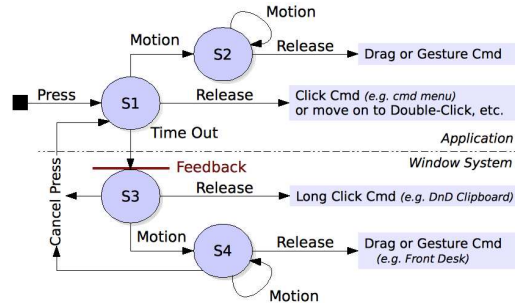 Motion
Motion
S2
Release
Drag or Gesture Cmd
Press
S1
Release
Click Cmd (e.g. cmd menu)
or move on to Double-Click, etc.
Time Out
Application
Window System
Feedback
Cancel Press
S3
Release
Long Click Cmd (e.g. DnD Clipboard)
Motion
S4
Release
Drag or Gesture Cmd
(e.g. Front Desk)
Motion